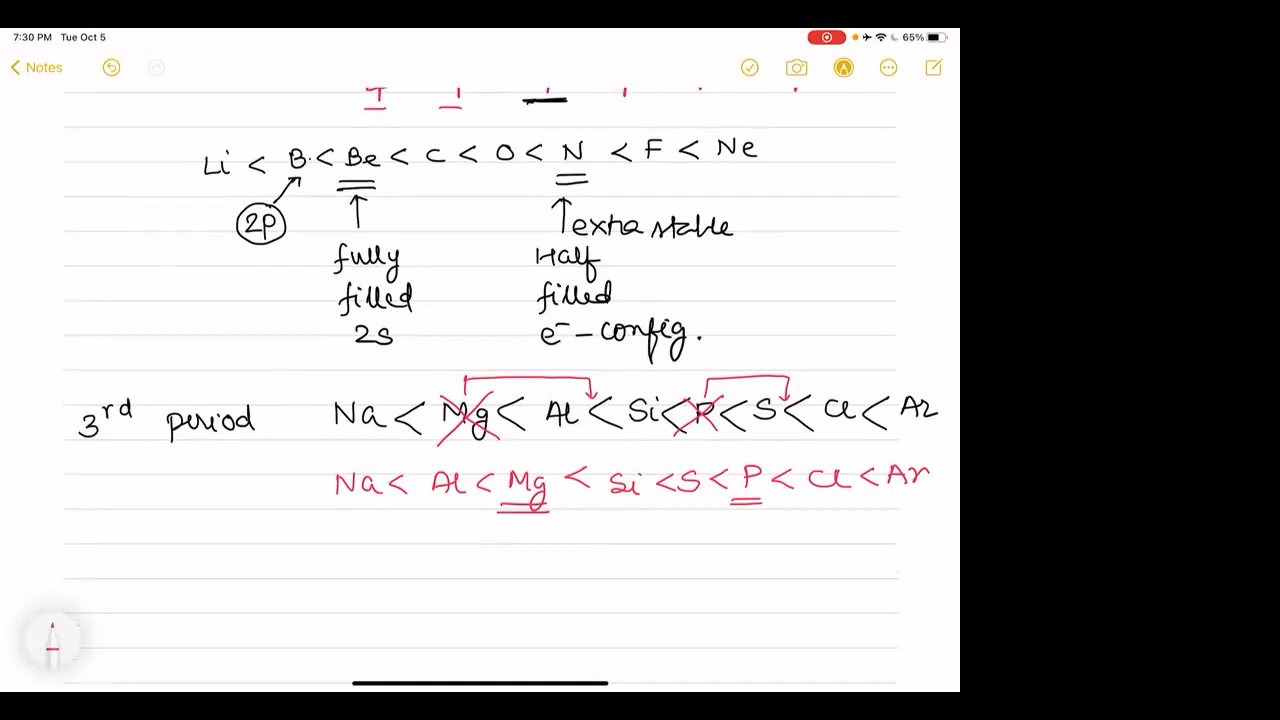 7:30 PM Tue Oct 5
65%
Notes
Li < B < Be < C < O < N < F < Ne
2P
extra stable
fully Half
filled filled
2s e⁻ - config.
3rd period Na < Mg < Al < Si < P < S < Cl < Ar
Na < Al < Mg < Si < S < P < Cl < Ar